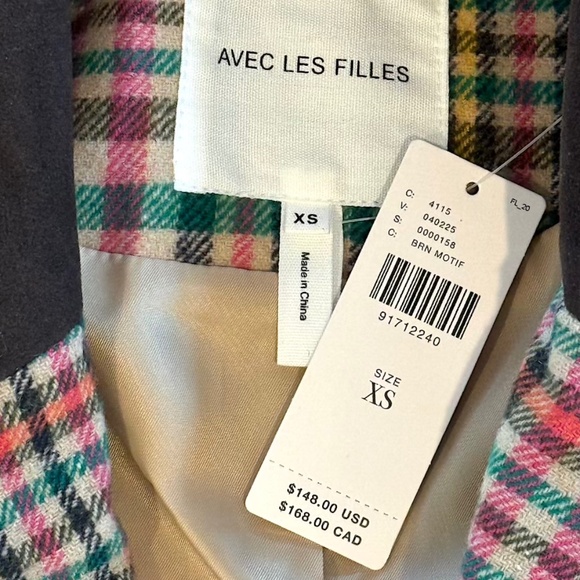 AVEC LES FILLES
XS
Made in China
FL_20
C: 4115
V: 040225
S: 0000158
C: BRN MOTIF
91712240
SIZE
XS
$148.00 USD
$168.00 CAD